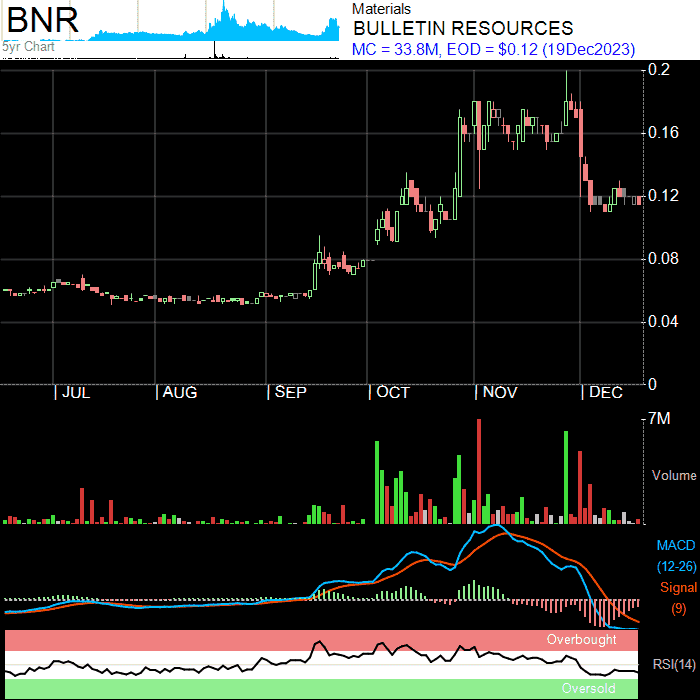 BNR
5yr Chart
Materials
BULLETIN RESOURCES
MC = 33.8M, EOD = $0.12 (19Dec2023)
0.2
0.16
0.12
0.08
0.04
0
JUL
AUG
SEP
OCT
NOV
DEC
7M
Volume
MACD
(12-26)
Signal
(9)
Overbought
RSI(14)
Oversold